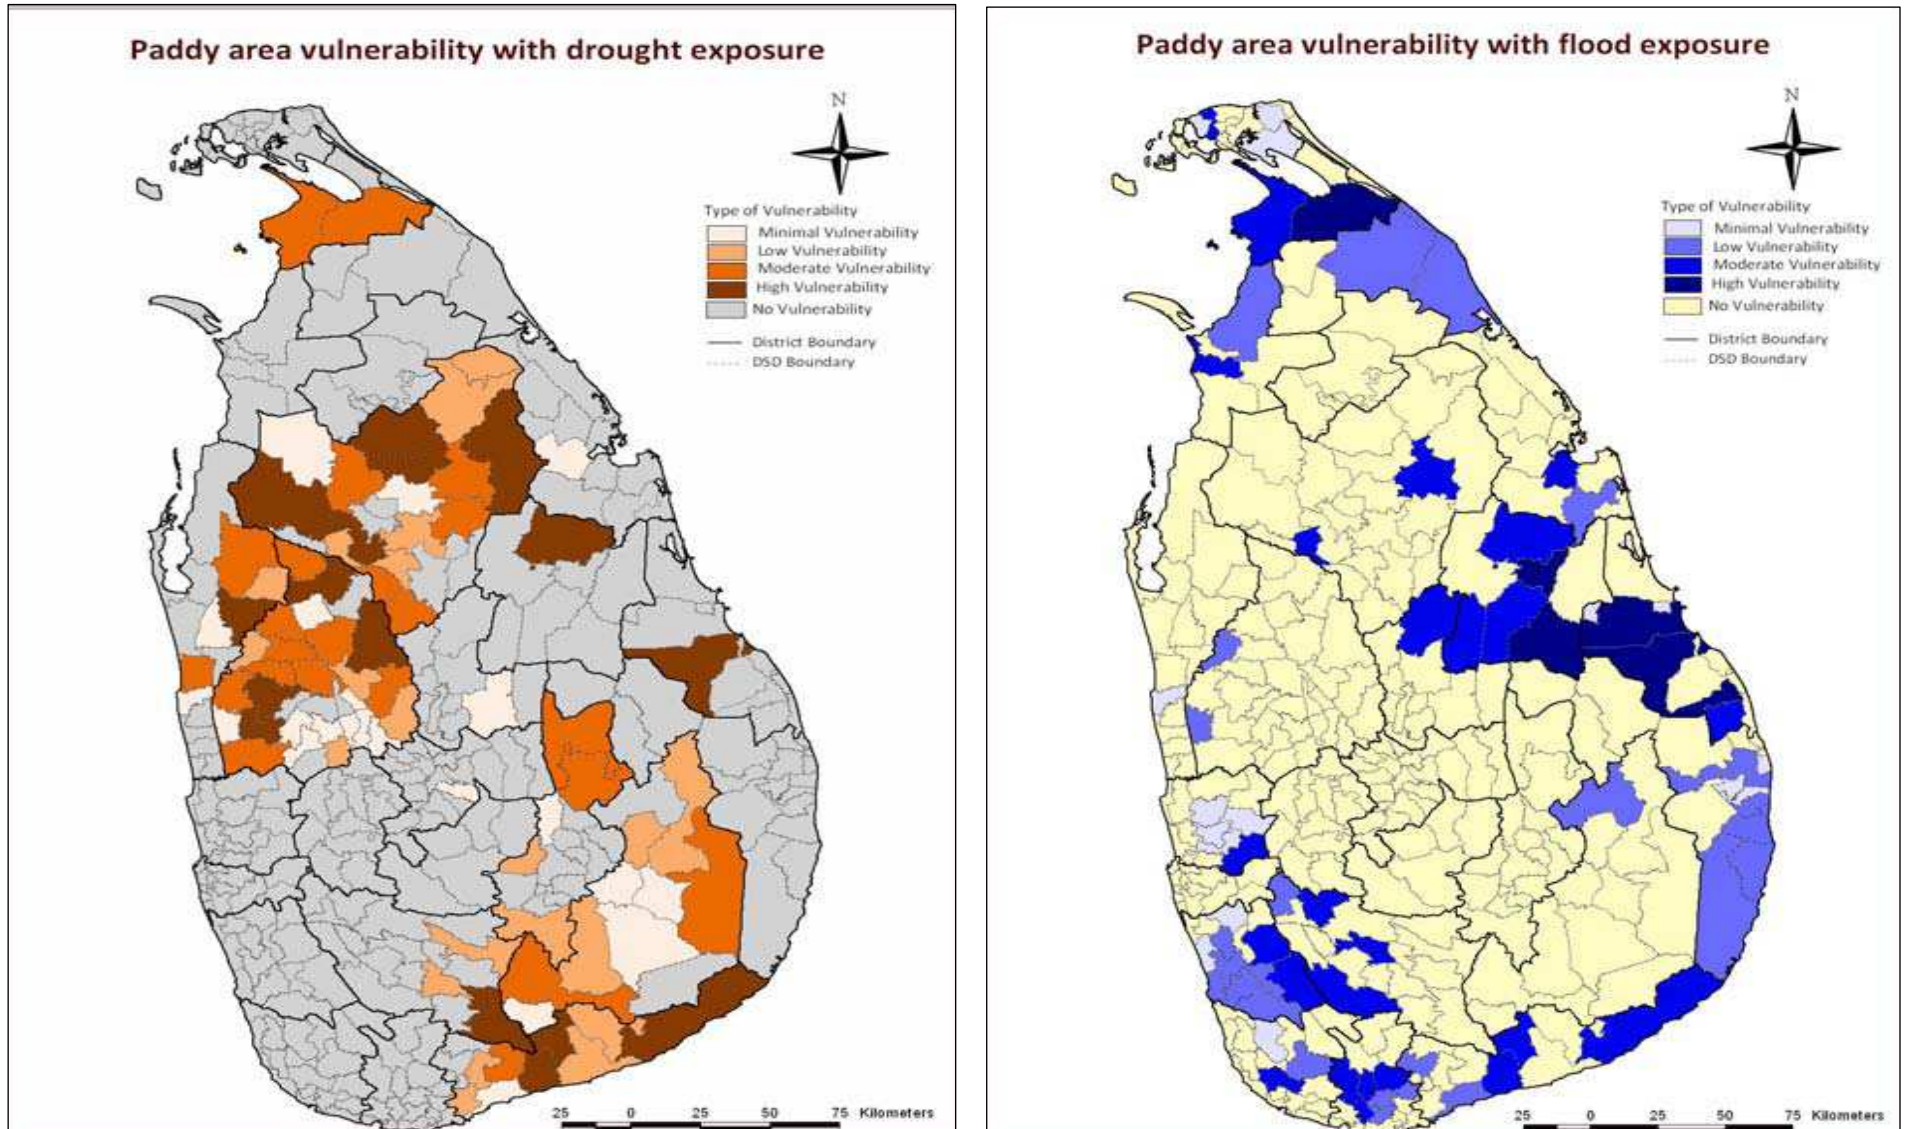 Paddy area vulnerability with drought exposure
N
Type of Vulnerability
Minimal Vulnerability
Low Vulnerability
Moderate Vulnerability
High Vulnerability
No Vulnerability
District Boundary
DSD Boundary
25 0 25 50 75 Kilometers
Paddy area vulnerability with flood exposure
N
Type of Vulnerability
Minimal Vulnerability
Low Vulnerability
Moderate Vulnerability
High Vulnerability
No Vulnerability
District Boundary
DSD Boundary
25 0 25 50 75 Kilometers